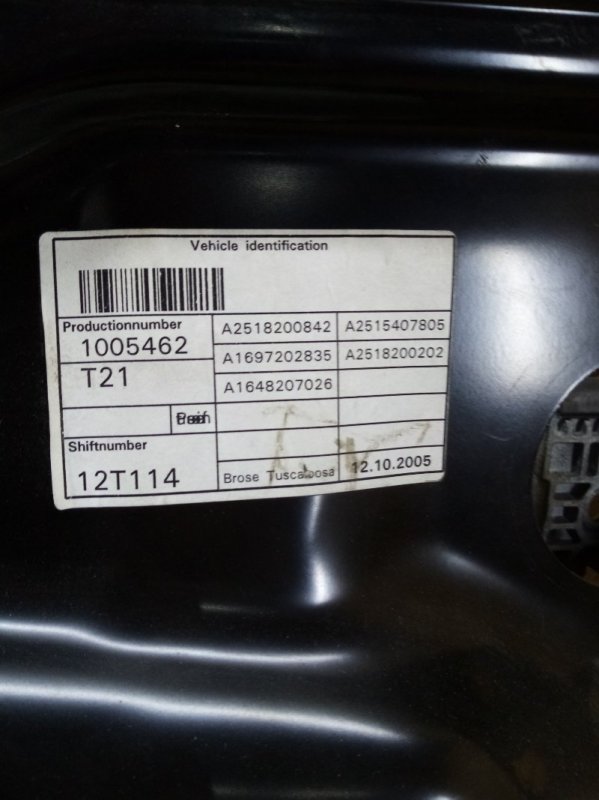 Vehicle identification
Productionnumber
1005462
T21
Shiftnumber
12T114
A2518200842 A2515407805
A1697202835 A2518200202
A1648207026
Brose Tuscaloosa 12.10.2005